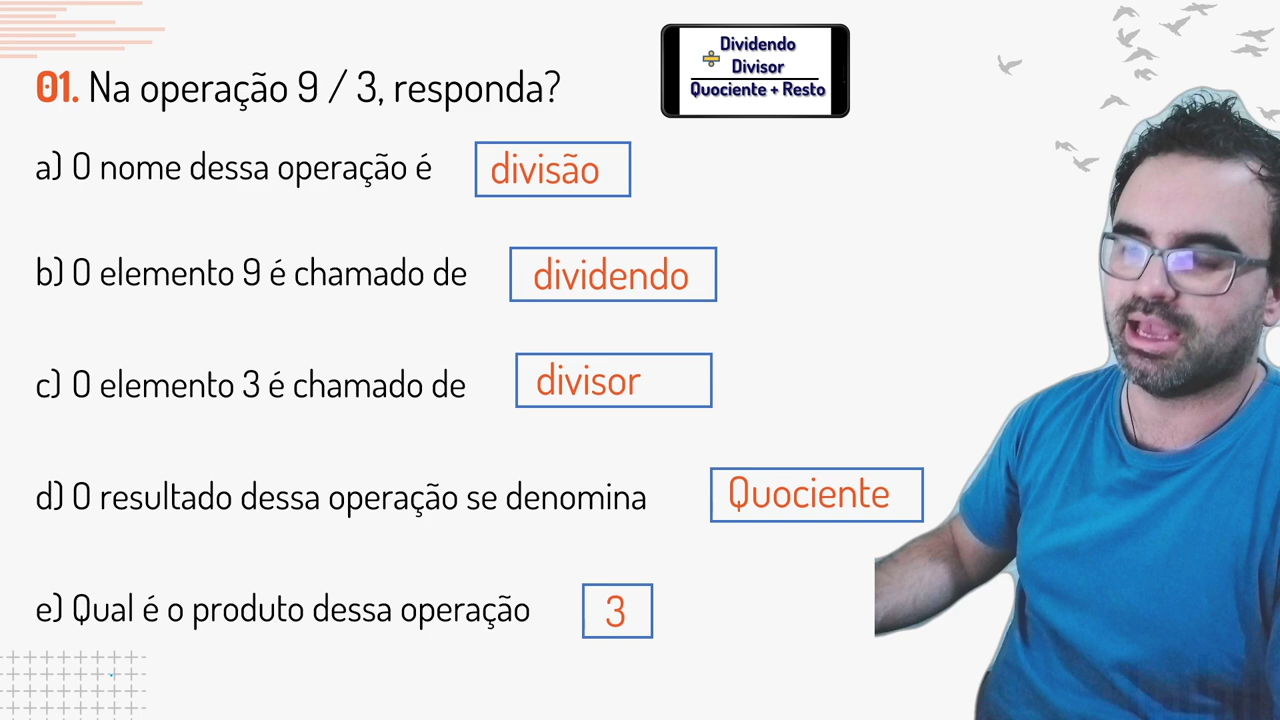 01. Na operação 9 / 3, responda?
Dividendo
Divisor
Quociente + Resto
a) O nome dessa operação é divisão
b) O elemento 9 é chamado de dividendo
c) O elemento 3 é chamado de divisor
d) O resultado dessa operação se denomina Quociente
e) Qual é o produto dessa operação 3